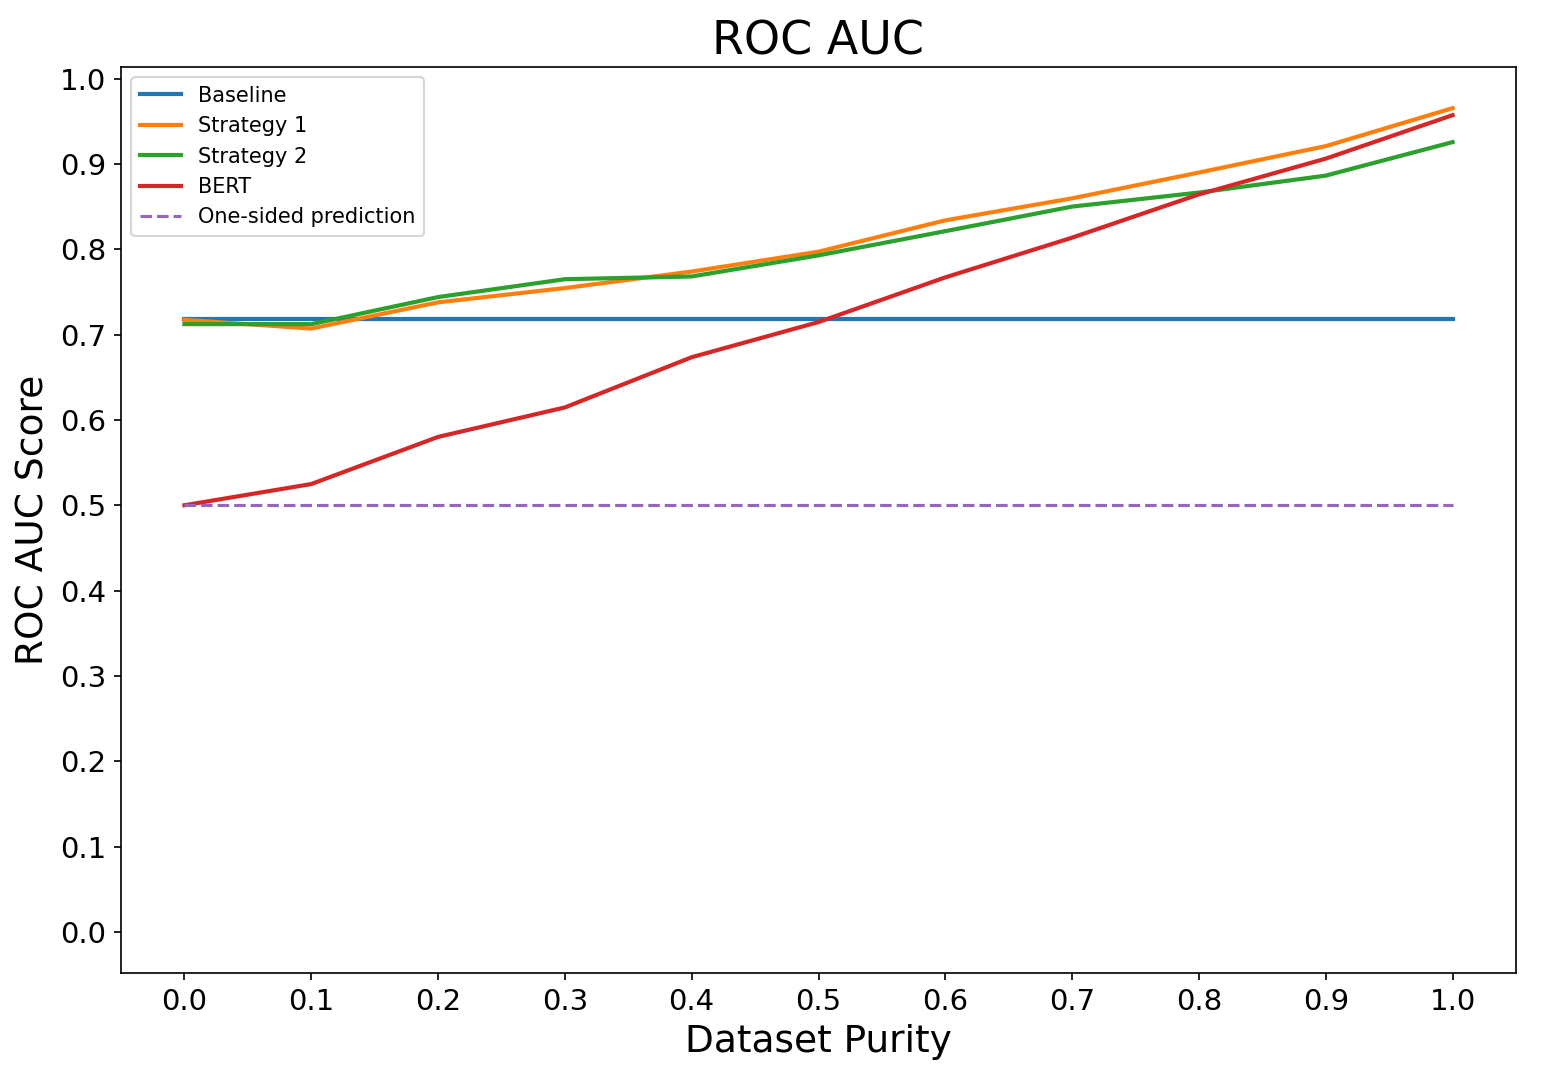 ROC AUC
Baseline
Strategy 1
Strategy 2
BERT
One-sided prediction
ROC AUC Score
1.0
0.9
0.8
0.7
0.6
0.5
0.4
0.3
0.2
0.1
0.0
0.0 0.1 0.2 0.3 0.4 0.5 0.6 0.7 0.8 0.9 1.0
Dataset Purity